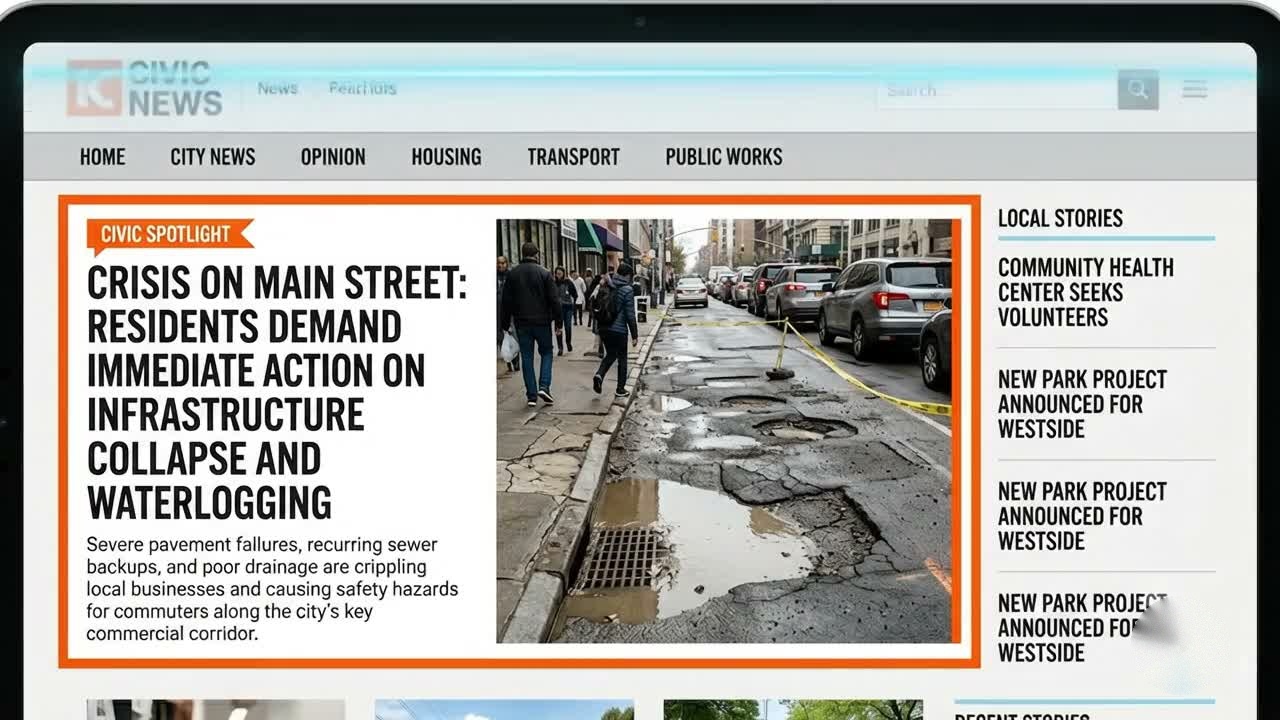 CIVIC
NEWS
News
Search...
HOME
CITY NEWS
OPINION
HOUSING
TRANSPORT
PUBLIC WORKS
CIVIC SPOTLIGHT
CRISIS ON MAIN STREET:
RESIDENTS DEMAND
IMMEDIATE ACTION ON
INFRASTRUCTURE
COLLAPSE AND
WATERLOGGING
Severe pavement failures, recurring sewer
backups, and poor drainage are crippling
local businesses and causing safety hazards
for commuters along the city's key
commercial corridor.
LOCAL STORIES
COMMUNITY HEALTH
CENTER SEEKS
VOLUNTEERS
NEW PARK PROJECT
ANNOUNCED FOR
WESTSIDE
NEW PARK PROJECT
ANNOUNCED FOR
WESTSIDE
NEW PARK PROJECT
ANNOUNCED FOR
WESTSIDE